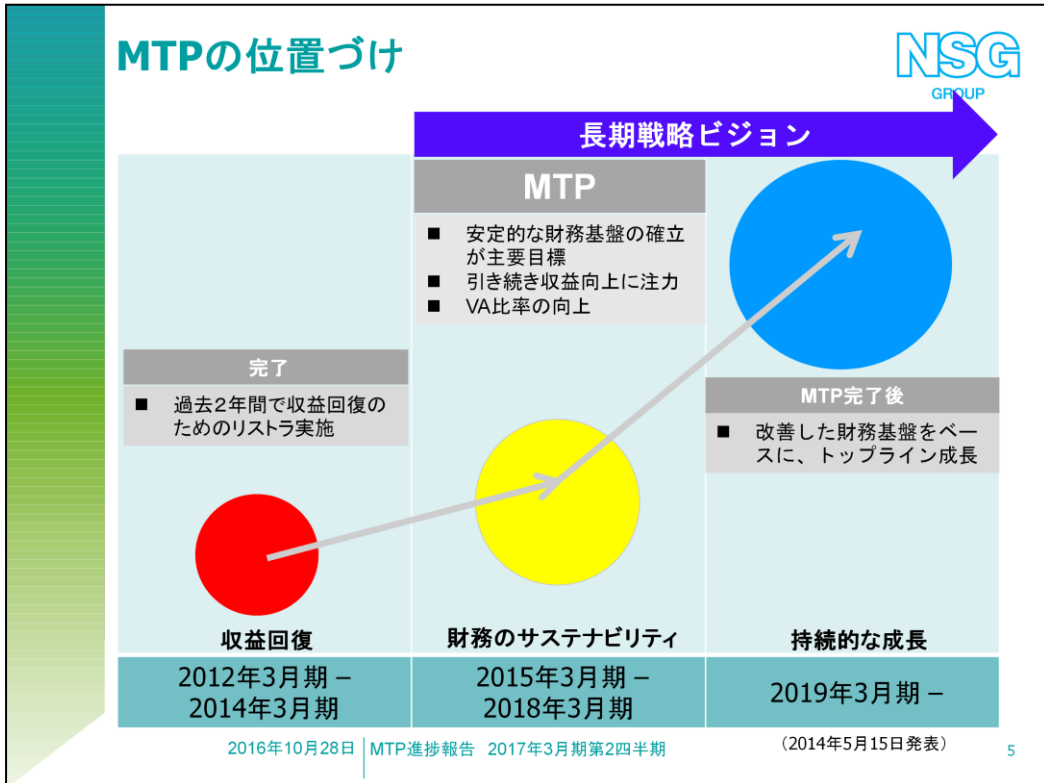 MTPの位置づけ
NSG
GROUP
長期戦略ビジョン
MTP
■ 安定的な財務基盤の確立
が主要目標
■ 引き続き収益向上に注力
■ VA比率の向上
完了
■ 過去2年間で収益回復の
ためのリストラ実施
MTP完了後
■ 改善した財務基盤をベー
スに、トップライン成長
収益回復
財務のサステナビリティ
持続的な成長
2012年3月期 –
2014年3月期
2015年3月期 –
2018年3月期
2019年3月期 –
2016年10月28日 | MTP進捗報告 2017年3月期第2四半期
（2014年5月15日発表）
5